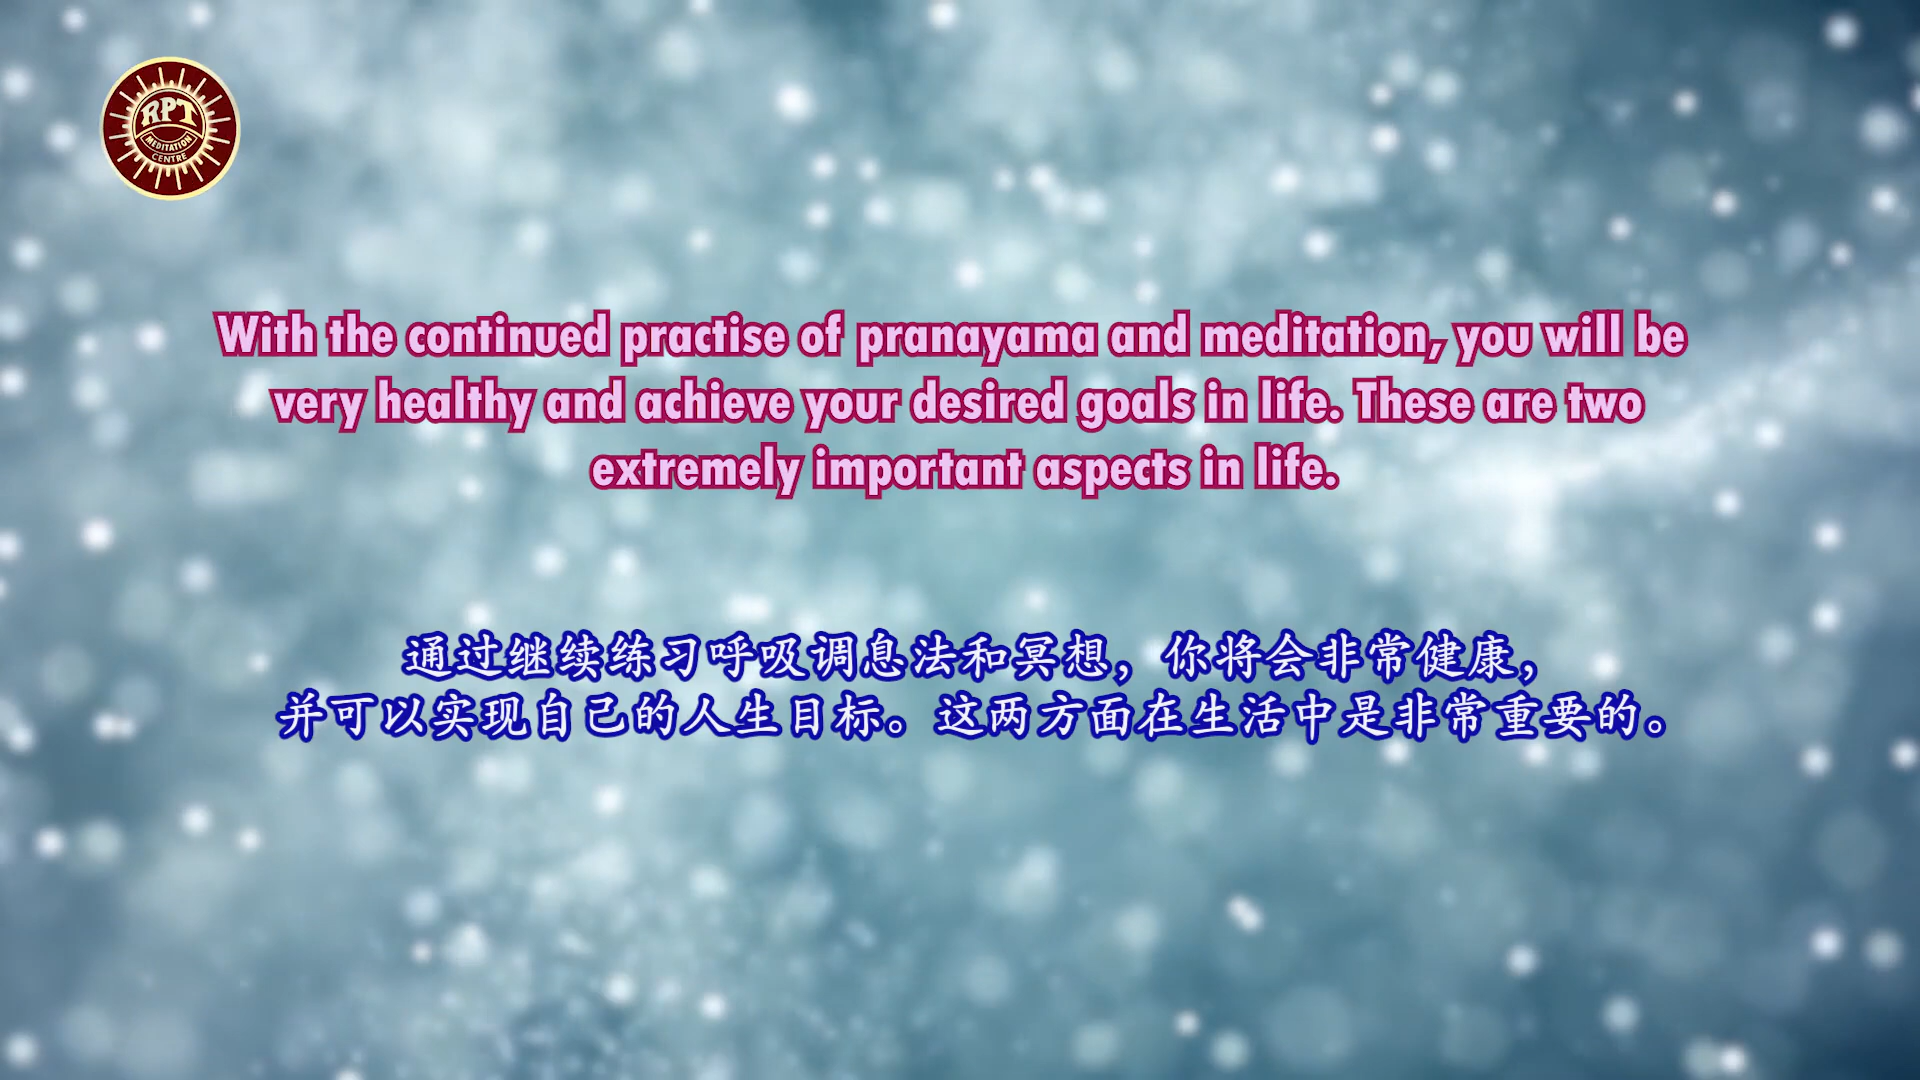 RPT
MEDITATION
CENTRE
With the continued practise of pranayama and meditation, you will be
very healthy and achieve your desired goals in life. These are two
extremely important aspects in life.
通过继续练习呼吸调息法和冥想，你将会非常健康，
并可以实现自己的人生目标。这两方面在生活中是非常重要的。